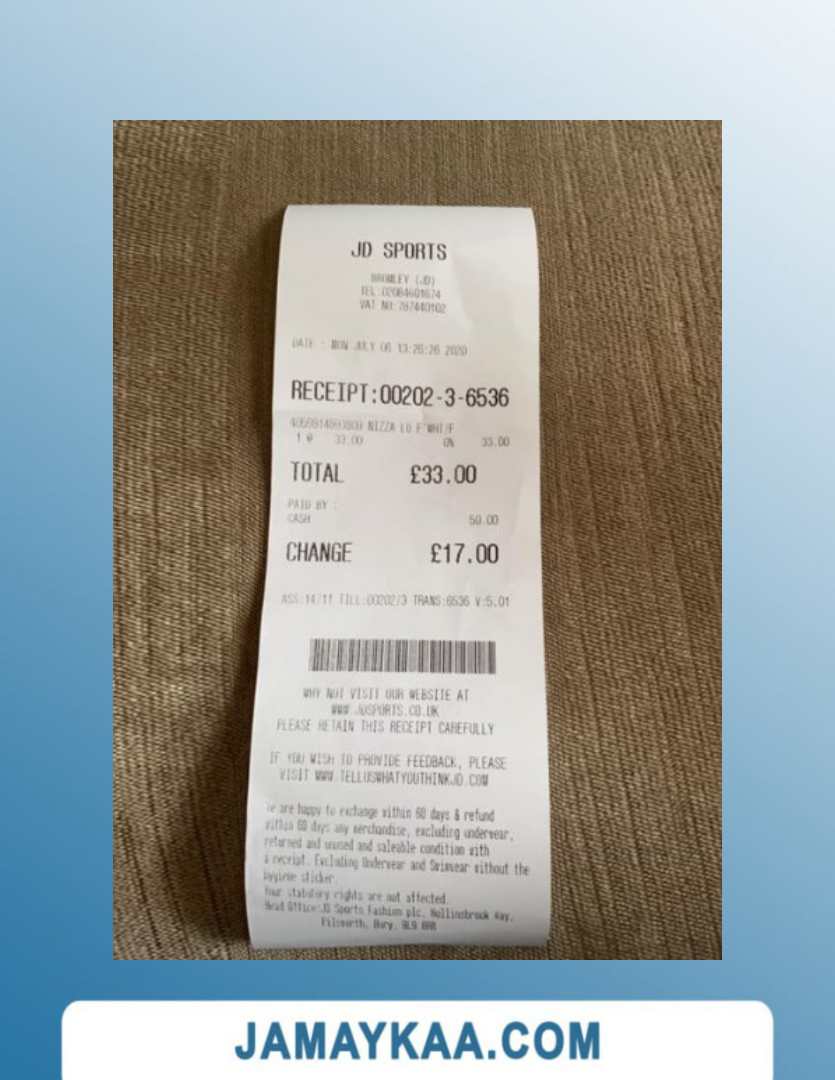 JD SPORTS
BROMLEY (JD)
TEL:02084601674
VAT NO:787440102
DATE : MON JULY 06 13:26:26 2020
RECEIPT:00202-3-6536
NIZZA LO F'WHT/F
1 @ 33.00 0% 33.00
TOTAL £33.00
PAID BY :
CASH 50.00
CHANGE £17.00
ASS:14/11 TILL:00202/3 TRANS:6536 V:5.01
WHY NOT VISIT OUR WEBSITE AT
WWW.JDSPORTS.CO.UK
PLEASE RETAIN THIS RECEIPT CAREFULLY
IF YOU WISH TO PROVIDE FEEDBACK, PLEASE
VISIT WWW.TELLUSWHATYOUTHINKJD.COM
We are happy to exchange within 60 days & refund
within 60 days any merchandise, excluding underwear,
returned and unused and saleable condition with
a receipt. Excluding Underwear and Swimwear without the
hygiene sticker.
Your statutory rights are not affected.
Head Office:JD Sports Fashion plc, Hollinsbrook Way,
Pilsworth, Bury,
JAMAYKAA.COM